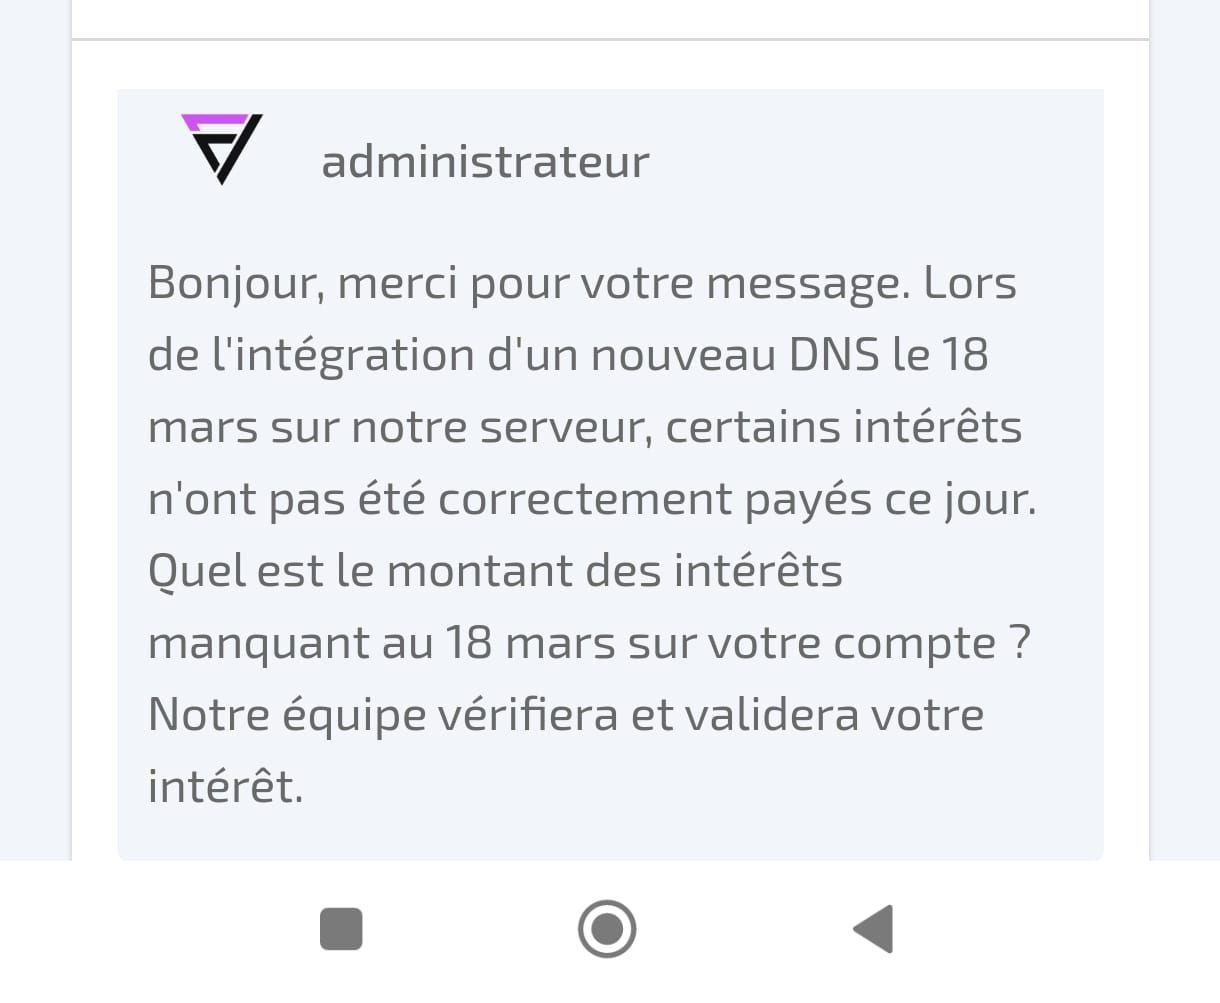 administrateur
Bonjour, merci pour votre message. Lors
de l'intégration d'un nouveau DNS le 18
mars sur notre serveur, certains intérêts
n'ont pas été correctement payés ce jour.
Quel est le montant des intérêts
manquant au 18 mars sur votre compte ?
Notre équipe vérifiera et validera votre
intérêt.